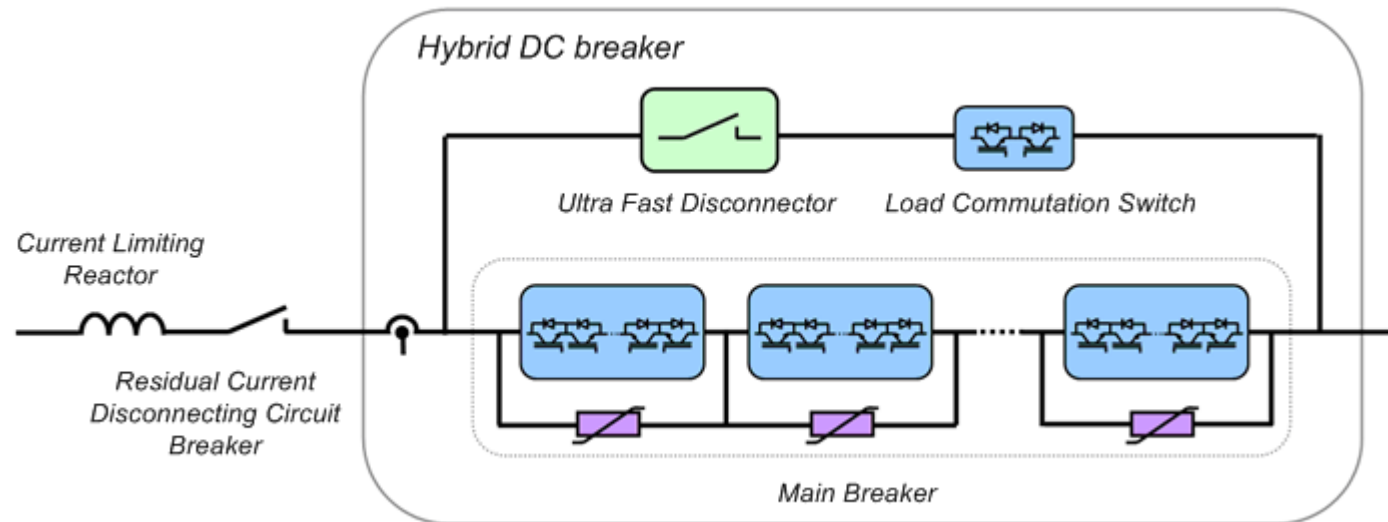 Hybrid DC breaker
Ultra Fast Disconnector
Load Commutation Switch
Current Limiting
Reactor
Residual Current
Disconnecting Circuit
Breaker
Main Breaker